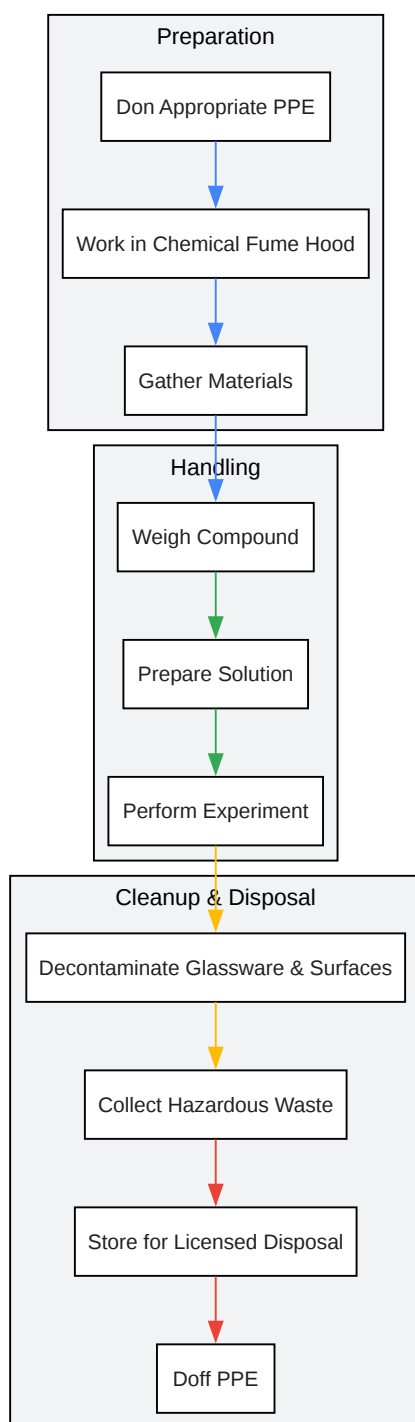 Preparation
Don Appropriate PPE
Work in Chemical Fume Hood
Gather Materials
Handling
Weigh Compound
Prepare Solution
Perform Experiment
Cleanup & Disposal
Decontaminate Glassware & Surfaces
Collect Hazardous Waste
Store for Licensed Disposal
Doff PPE